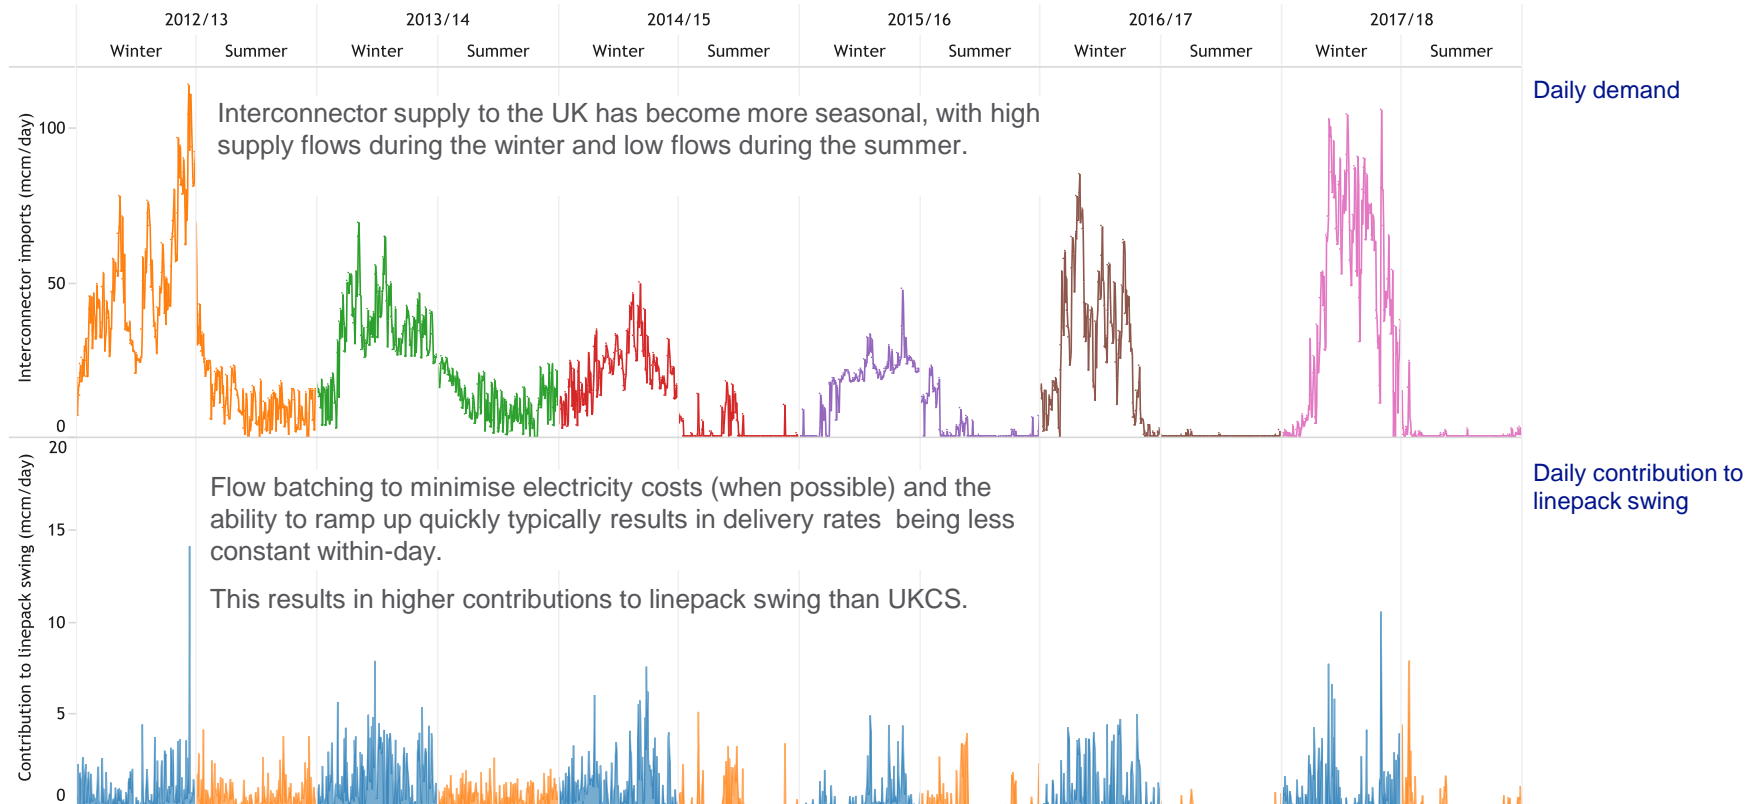 2012/13 2013/14 2014/15 2015/16 2016/17 2017/18
Winter Summer Winter Summer Winter Summer Winter Summer Winter Summer Winter Summer
Daily demand
Interconnector imports (mcm/day)
100
50
0
Interconnector supply to the UK has become more seasonal, with high
supply flows during the winter and low flows during the summer.
Daily contribution to
linepack swing
Contribution to linepack swing (mcm/day)
20
15
10
5
0
Flow batching to minimise electricity costs (when possible) and the
ability to ramp up quickly typically results in delivery rates being less
constant within-day.
This results in higher contributions to linepack swing than UKCS.